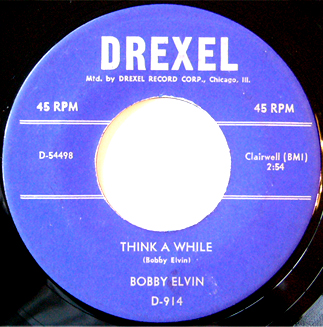 DREXEL
Mfd. by DREXEL RECORD CORP., Chicago, Ill.
45 RPM
45 RPM
D-54498
Clairwell (BMI)
2:54
THINK A WHILE
(Bobby Elvin)
BOBBY ELVIN
D-914